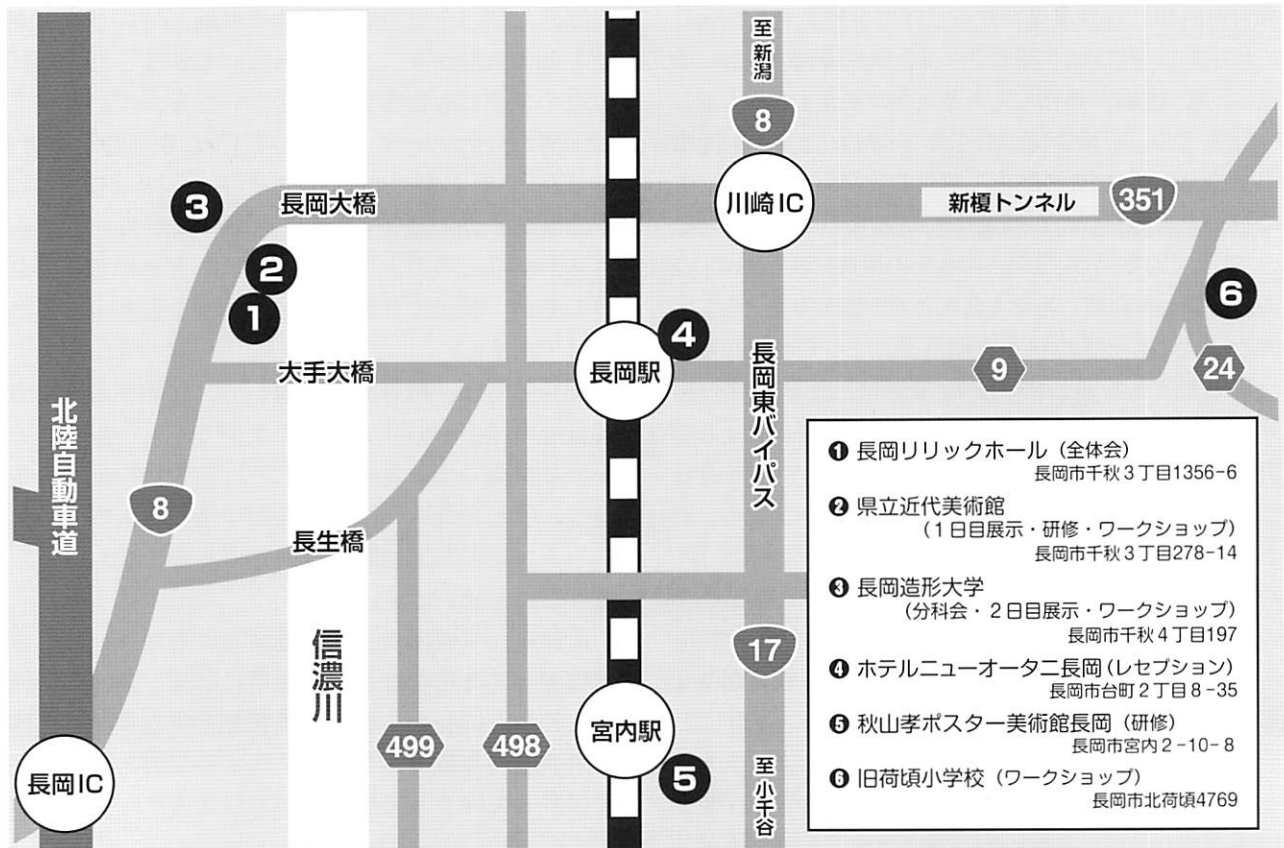 至新潟
8
3
長岡大橋
川崎IC
新榎トンネル
351
2
1
6
4
大手大橋
長岡駅
9
24
長岡東バイパス
北陸自動車道
8
長生橋
信濃川
17
499
498
宮内駅
5
長岡IC
至小千谷
❶ 長岡リリックホール（全体会）
長岡市千秋3丁目1356-6
❷ 県立近代美術館
（1日目展示・研修・ワークショップ）
長岡市千秋3丁目278-14
❸ 長岡造形大学
（分科会・2日目展示・ワークショップ）
長岡市千秋4丁目197
❹ ホテルニューオータニ長岡（レセプション）
長岡市台町2丁目8-35
❺ 秋山孝ポスター美術館長岡（研修）
長岡市宮内2-10-8
❻ 旧荷頃小学校（ワークショップ）
長岡市北荷頃4769